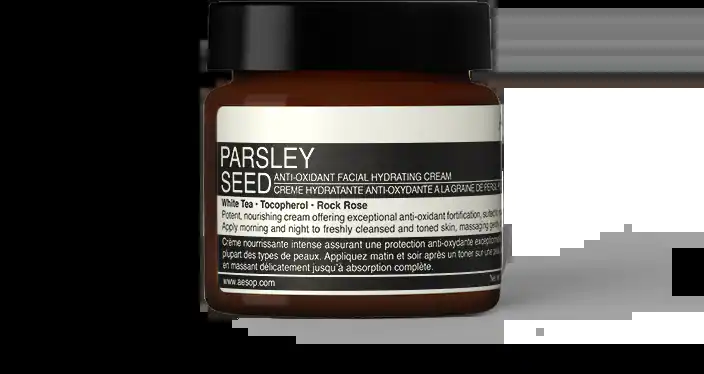 PARSLEY
SEED ANTI-OXIDANT FACIAL HYDRATING CREAM
CRÈME HYDRATANTE ANTI-OXYDANTE A LA GRAINE DE PERSIL
White Tea · Tocopherol · Rock Rose
Potent, nourishing cream offering exceptional anti-oxidant fortification,
Apply morning and night to freshly cleansed and toned skin, massaging
Crème nourrissante intense assurant une protection anti-oxydante
plupart des types de peaux. Appliquez matin et soir après un toner sur une
en massant délicatement jusqu'à absorption complète.
www.aesop.com